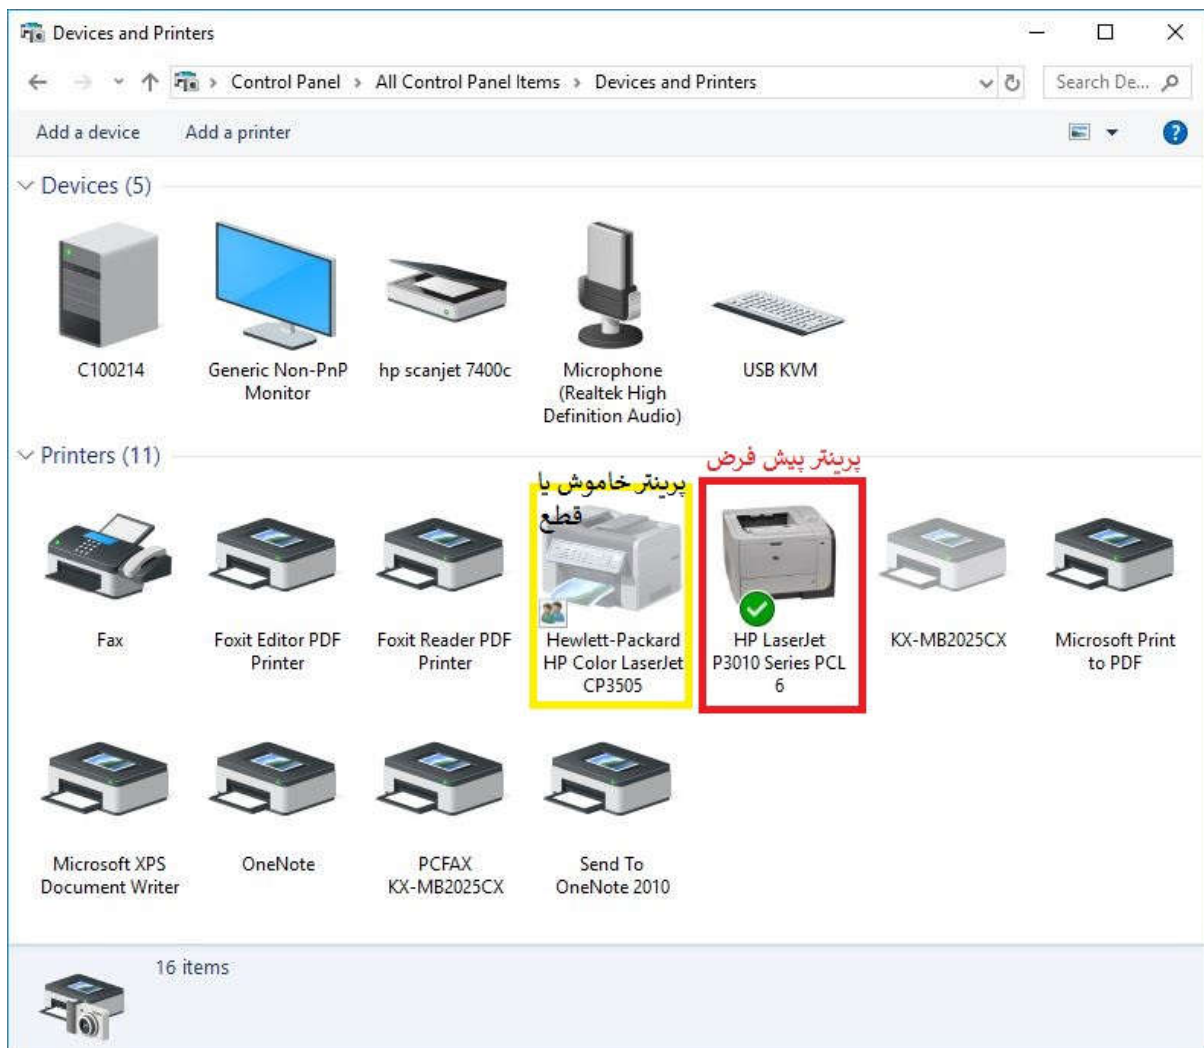 Devices and Printers
Control Panel > All Control Panel Items > Devices and Printers
Search De...
Add a device Add a printer
Devices (5)
C100214
Generic Non-PnP
Monitor
hp scanjet 7400c
Microphone
(Realtek High
Definition Audio)
USB KVM
Printers (11)
پرینتر خاموش یا
قطع
پرینتر پیش فرض
Fax
Foxit Editor PDF
Printer
Foxit Reader PDF
Printer
Hewlett-Packard
HP Color LaserJet
CP3505
HP LaserJet
P3010 Series PCL
6
KX-MB2025CX
Microsoft Print
to PDF
Microsoft XPS
Document Writer
OneNote
PCFAX
KX-MB2025CX
Send To
OneNote 2010
16 items